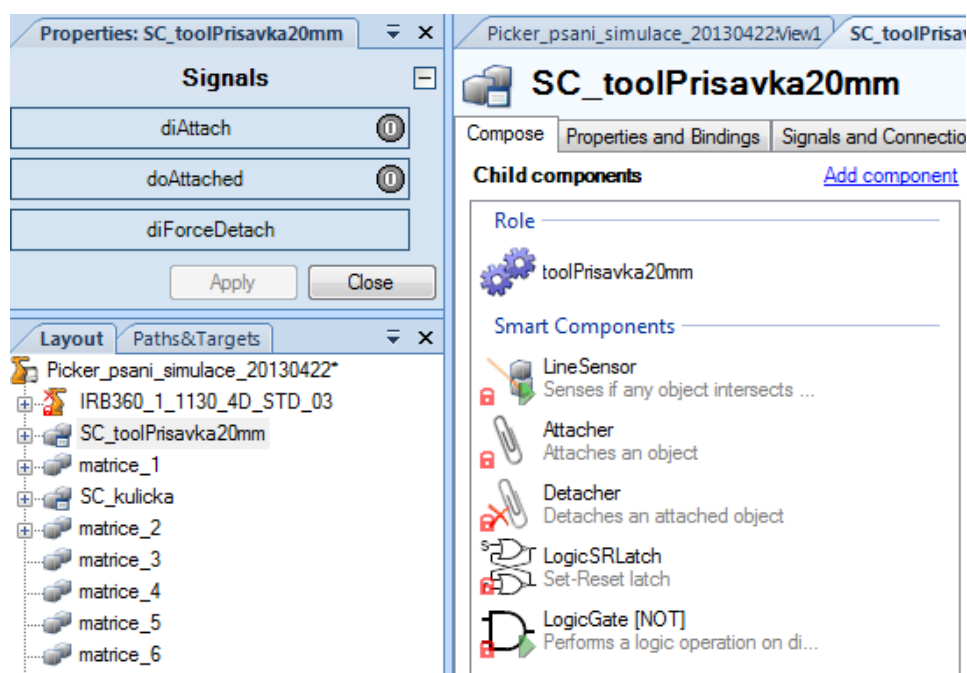 Properties: SC_toolPrisavka20mm
Signals
diAttach
doAttached
diForceDetach
Apply Close
Layout Paths&Targets
Picker_psani_simulace_20130422*
IRB360_1_1130_4D_STD_03
SC_toolPrisavka20mm
matrice_1
SC_kulicka
matrice_2
matrice_3
matrice_4
matrice_5
matrice_6
Picker_psani_simulace_20130422:View1 SC_toolPrisav
SC_toolPrisavka20mm
Compose Properties and Bindings Signals and Connectio
Child components Add component
Role
toolPrisavka20mm
Smart Components
LineSensor
Senses if any object intersects ...
Attacher
Attaches an object
Detacher
Detaches an attached object
S
LogicSRLatch
Set-Reset latch
LogicGate [NOT]
Performs a logic operation on di...